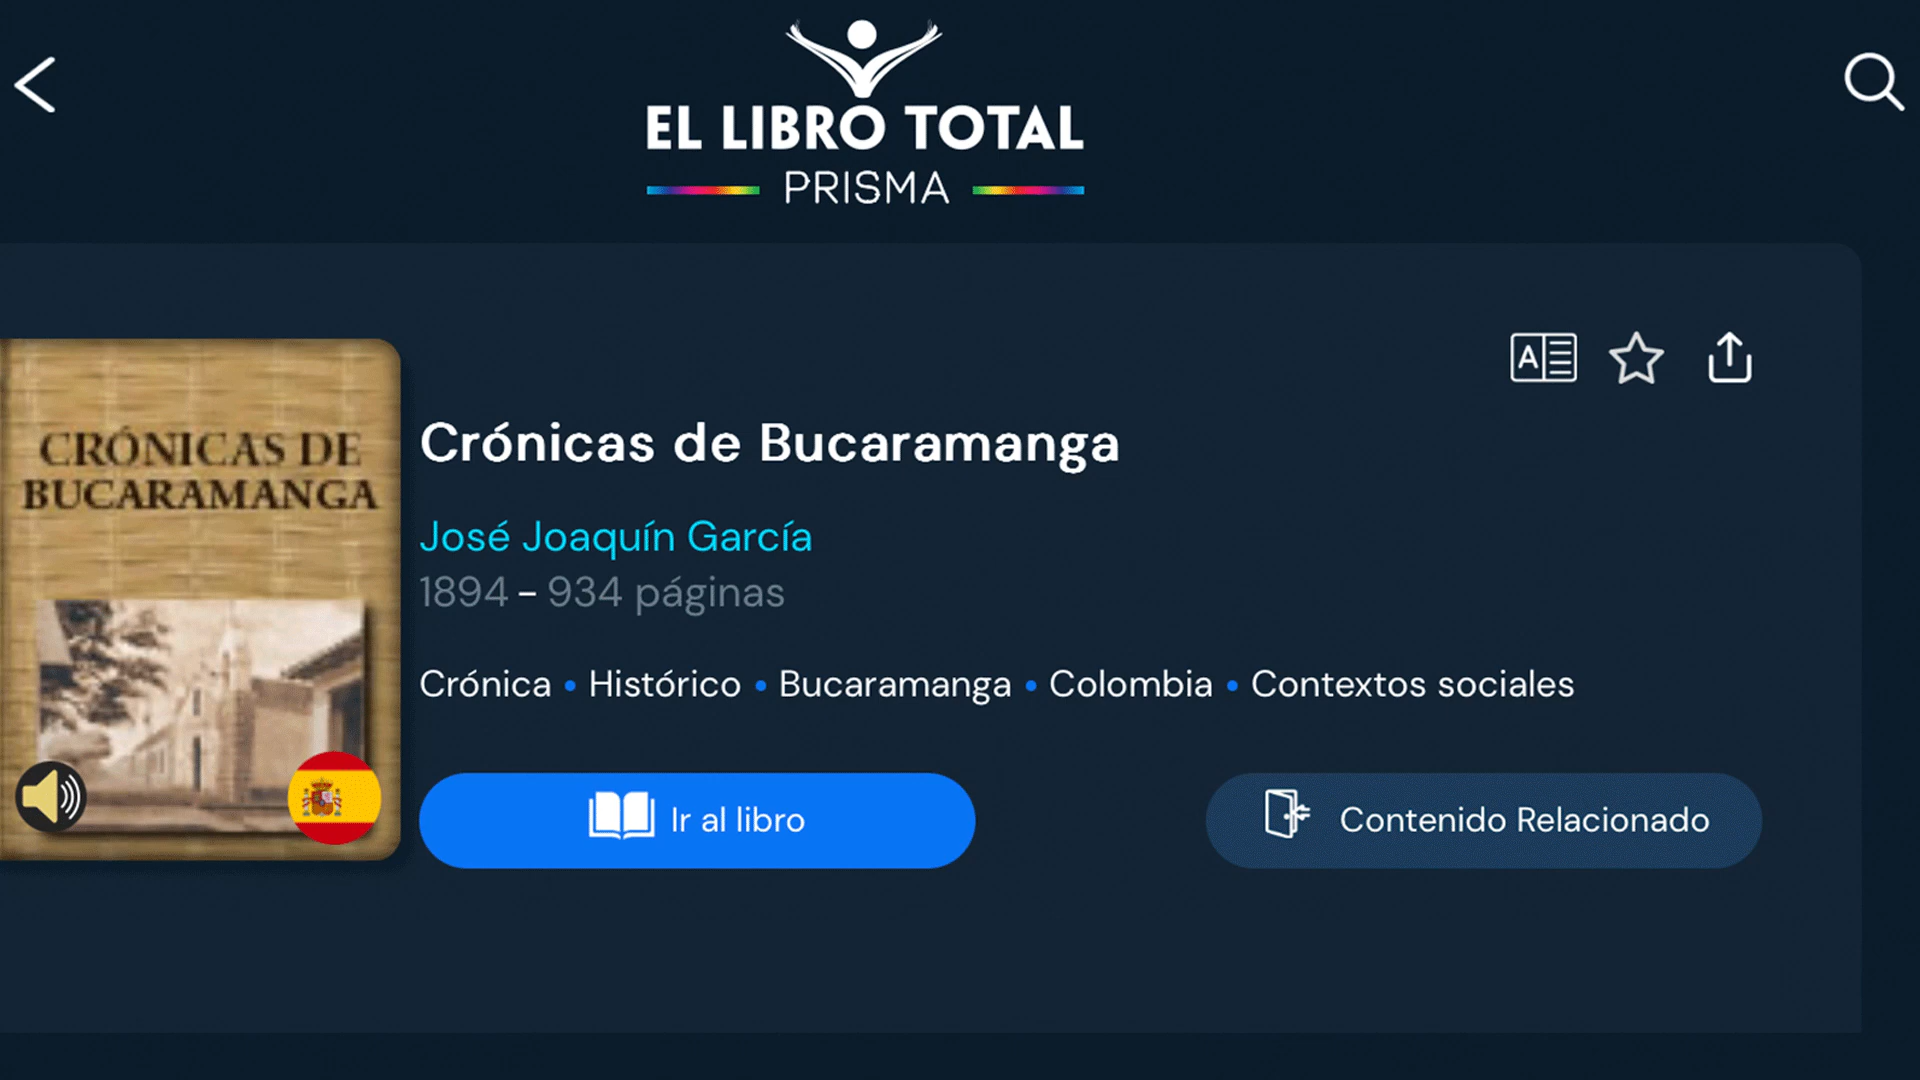 EL LIBRO TOTAL
PRISMA
A
CRÓNICAS DE
BUCARAMANGA
Crónicas de Bucaramanga
José Joaquín García
1894 - 934 páginas
Crónica • Histórico • Bucaramanga • Colombia • Contextos sociales
Ir al libro
Contenido Relacionado